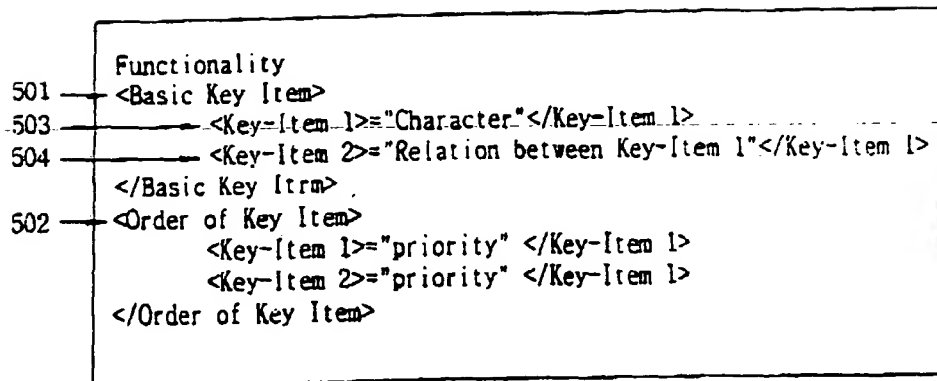 Functionality
501 <Basic Key Item>
503 <Key-Item 1>="Character"</Key-Item 1>
504 <Key-Item 2>="Relation between Key-Item 1"</Key-Item 1>
</Basic Key Itrm>
502 <Order of Key Item>
<Key-Item 1>="priority" </Key-Item 1>
<Key-Item 2>="priority" </Key-Item 1>
</Order of Key Item>